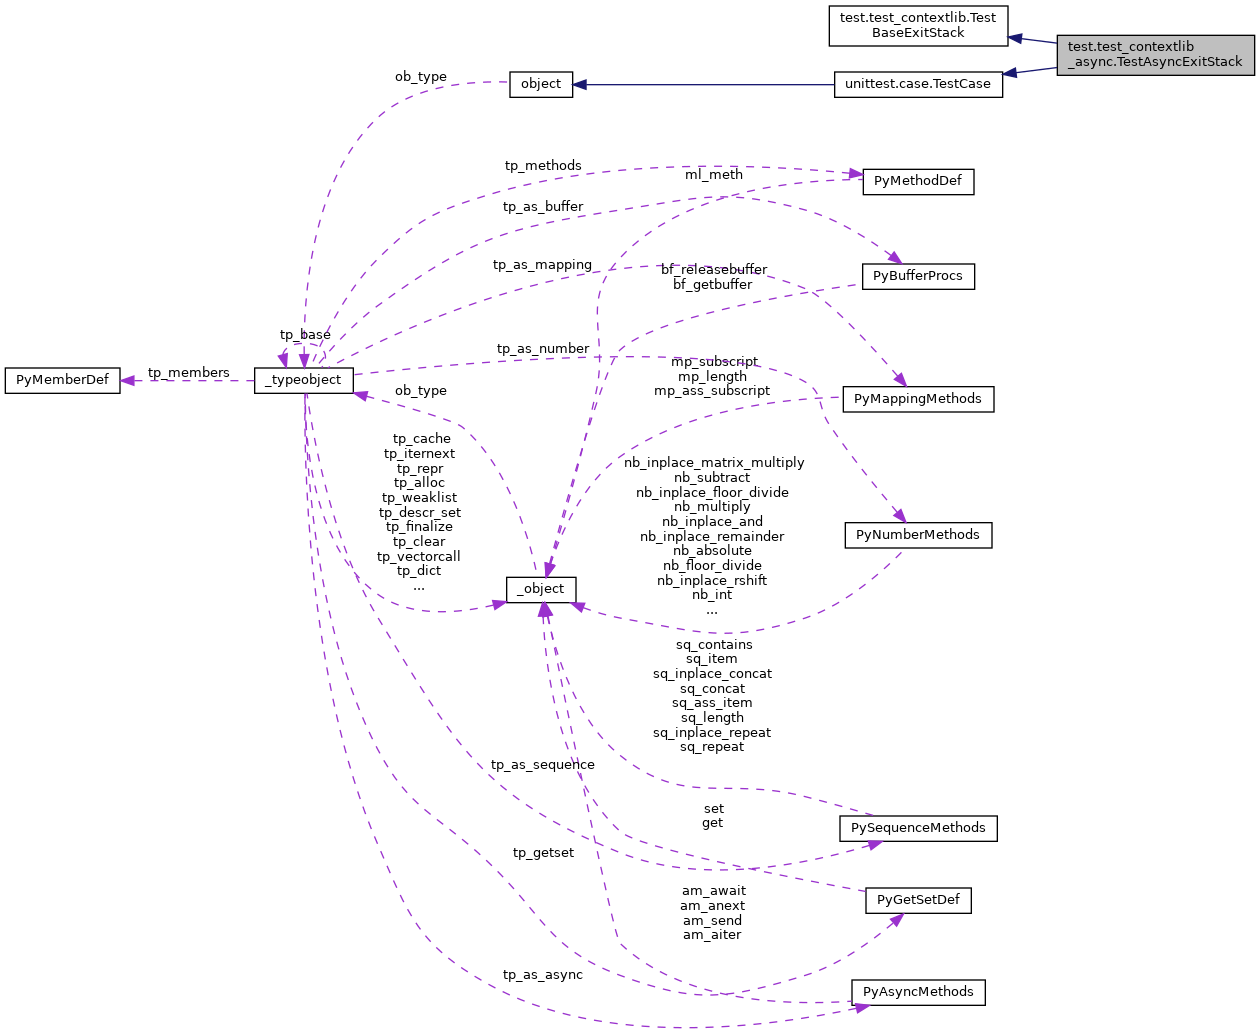 test.test_contextlib.Test
BaseExitStack
test.test_contextlib
_async.TestAsyncExitStack
ob_type
object
unittest.case.TestCase
tp_methods
ml_meth
PyMethodDef
tp_as_buffer
tp_as_mapping
bf_releasebuffer
bf_getbuffer
PyBufferProcs
tp_base
tp_as_number
mp_subscript
mp_length
mp_ass_subscript
PyMemberDef
tp_members
_typeobject
ob_type
PyMappingMethods
tp_cache
tp_iternext
tp_repr
tp_alloc
tp_weaklist
tp_descr_set
tp_finalize
tp_clear
tp_vectorcall
tp_dict
...
nb_inplace_matrix_multiply
nb_subtract
nb_inplace_floor_divide
nb_multiply
nb_inplace_and
nb_inplace_remainder
nb_absolute
nb_floor_divide
nb_inplace_rshift
nb_int
...
PyNumberMethods
_object
sq_contains
sq_item
sq_inplace_concat
sq_concat
sq_ass_item
sq_length
sq_inplace_repeat
sq_repeat
tp_as_sequence
set
get
PySequenceMethods
tp_getset
am_await
am_anext
am_send
am_aiter
PyGetSetDef
tp_as_async
PyAsyncMethods